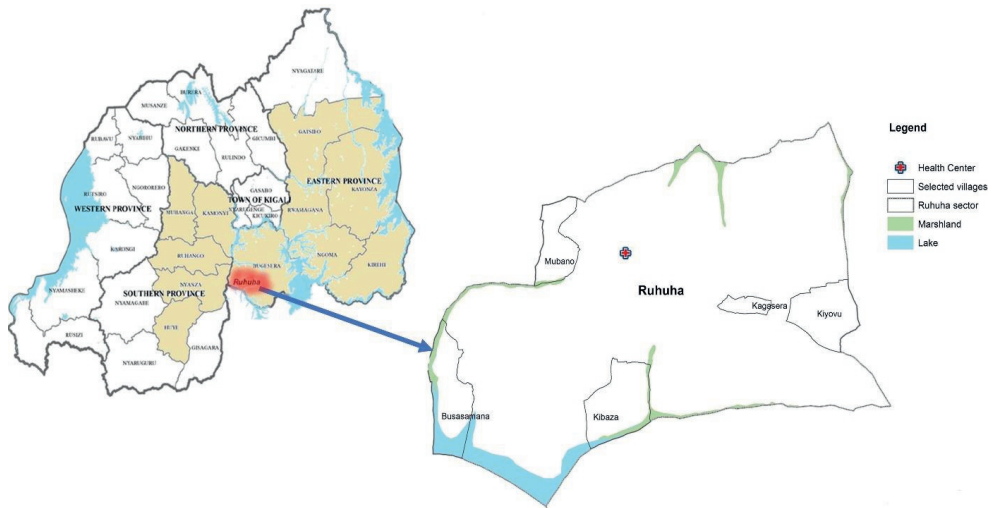 NYAGATARE
BURERA
MUSANZE
NORTHERN PROVINCE
GICUMBI
RUBAVU
NYABIHU
GAKENKE
RULINDO
GATSIBO
EASTERN PROVINCE
KAYONZA
RUTSIRO
NGORORERO
GASABO
TOWN OF KIGALI
NYARUGENGE
KICUKIRO
RWAMAGANA
WESTERN PROVINCE
MUHANGA
KAMONYI
KARONGI
RUHANGO
BUGESERA
NGOMA
KIREHE
Ruhuha
NYAMASHEKE
NYANZA
SOUTHERN PROVINCE
NYAMAGABE
RUSIZI
HUYE
GISAGARA
NYARUGURU
Mubano
Ruhuha
Kagasera
Kiyovu
Busasamana
Kibaza
Legend
Health Center
Selected villages
Ruhuha sector
Marshland
Lake